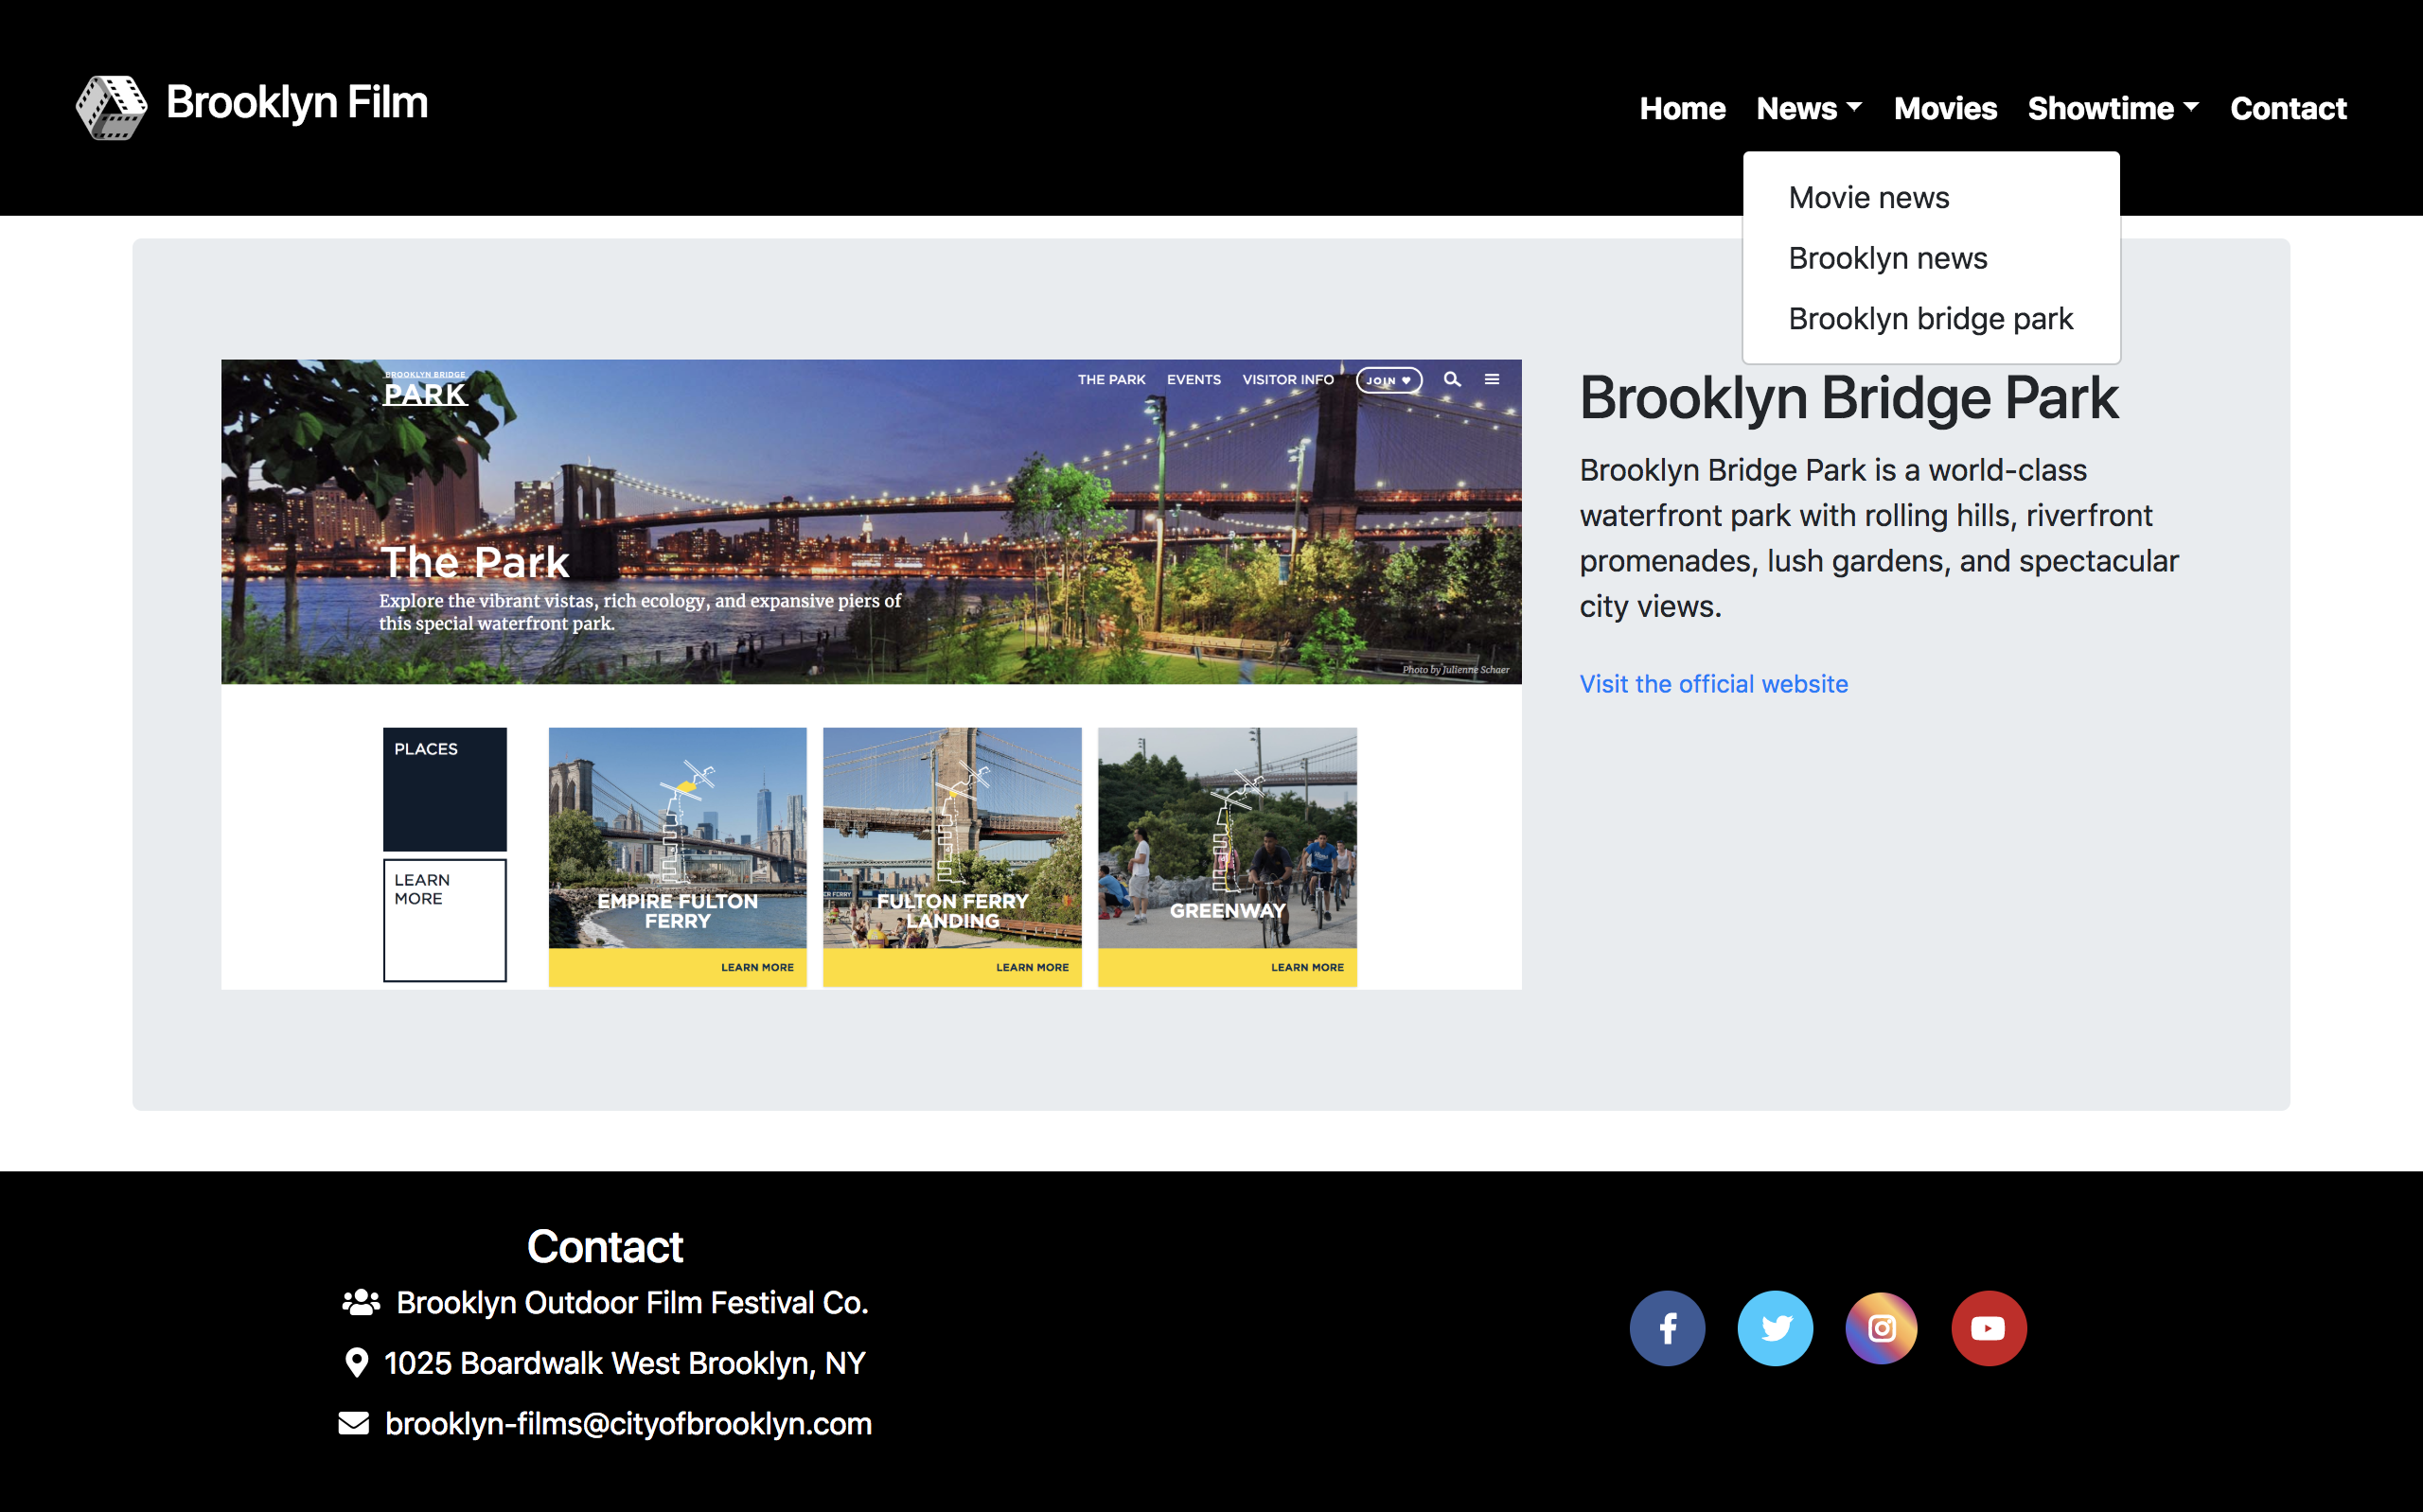 Brooklyn Film
Home News Movies Showtime Contact
Movie news
Brooklyn news
Brooklyn bridge park
BROOKLYN BRIDGE
PARK
THE PARK EVENTS VISITOR INFO JOIN
The Park
Explore the vibrant vistas, rich ecology, and expansive piers of
this special waterfront park.
Photo by Julienne Schaer
PLACES
LEARN
MORE
EMPIRE FULTON
FERRY
LEARN MORE
FULTON FERRY
LANDING
LEARN MORE
GREENWAY
LEARN MORE
Brooklyn Bridge Park
Brooklyn Bridge Park is a world-class
waterfront park with rolling hills, riverfront
promenades, lush gardens, and spectacular
city views.
Visit the official website
Contact
Brooklyn Outdoor Film Festival Co.
1025 Boardwalk West Brooklyn, NY
brooklyn-films@cityofbrooklyn.com